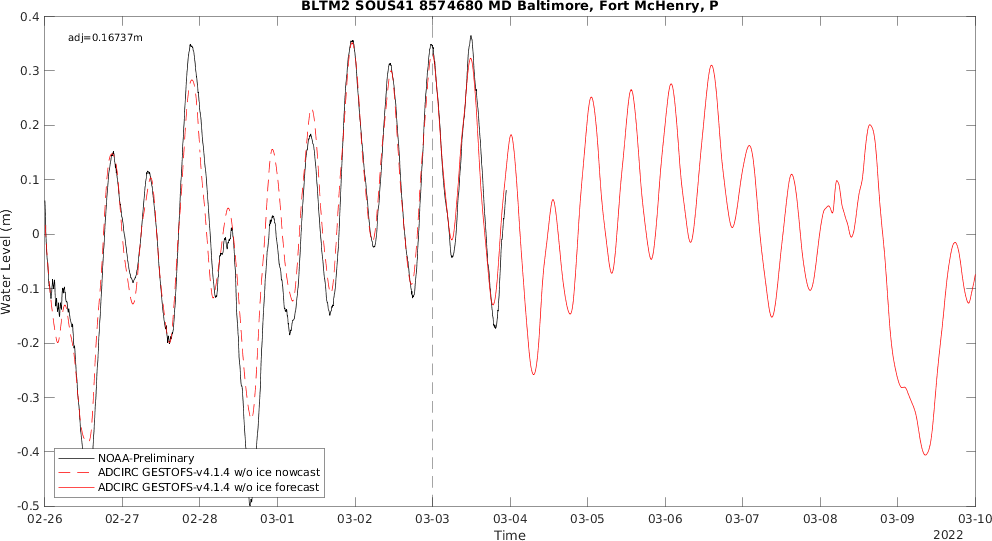 BLTM2 SOUS41 8574680 MD Baltimore, Fort McHenry, P
adj=0.16737m
0.4
0.3
0.2
0.1
0
-0.1
-0.2
-0.3
-0.4
-0.5
Water Level (m)
NOAA-Preliminary
ADCIRC GESTOFS-v4.1.4 w/o ice nowcast
ADCIRC GESTOFS-v4.1.4 w/o ice forecast
02-26 02-27 02-28 03-01 03-02 03-03 03-04 03-05 03-06 03-07 03-08 03-09 03-10
Time
2022